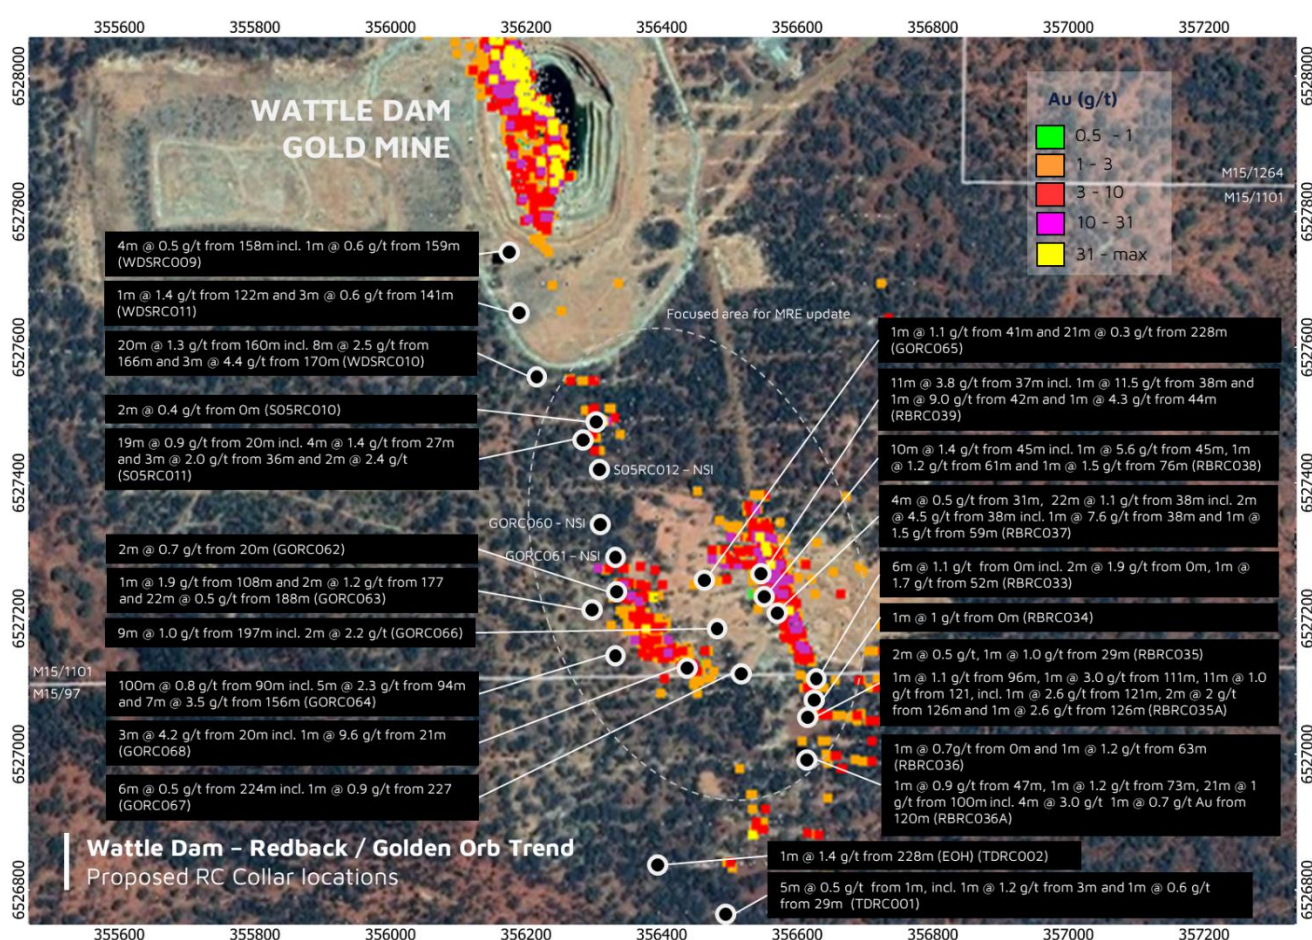 355600 355800 356000 356200 356400 356600 356800 357000 357200
6528000
6527800
6527600
6527400
6527200
6527000
6526800
6528000
6527800
6527600
6527400
6527200
6527000
6526800
WATTLE DAM
GOLD MINE
Au (g/t)
0.5 - 1
1 - 3
3 - 10
10 - 31
31 - max
M15/1264
M15/1101
4m @ 0.5 g/t from 158m incl. 1m @ 0.6 g/t from 159m
(WDSRC009)
1m @ 1.4 g/t from 122m and 3m @ 0.6 g/t from 141m
(WDSRC011)
20m @ 1.3 g/t from 160m incl. 8m @ 2.5 g/t from
166m and 3m @ 4.4 g/t from 170m (WDSRC010)
2m @ 0.4 g/t from 0m (S05RC010)
19m @ 0.9 g/t from 20m incl. 4m @ 1.4 g/t from 27m
and 3m @ 2.0 g/t from 36m and 2m @ 2.4 g/t
(S05RC011)
Focused area for MRE update
S05RC012 – NSI
GORC060 - NSI
GORC061 – NSI
2m @ 0.7 g/t from 20m (GORC062)
1m @ 1.9 g/t from 108m and 2m @ 1.2 g/t from 177
and 22m @ 0.5 g/t from 188m (GORC063)
9m @ 1.0 g/t from 197m incl. 2m @ 2.2 g/t (GORC066)
M15/1101
M15/97
100m @ 0.8 g/t from 90m incl. 5m @ 2.3 g/t from 94m
and 7m @ 3.5 g/t from 156m (GORC064)
3m @ 4.2 g/t from 20m incl. 1m @ 9.6 g/t from 21m
(GORC068)
6m @ 0.5 g/t from 224m incl. 1m @ 0.9 g/t from 227
(GORC067)
1m @ 1.1 g/t from 41m and 21m @ 0.3 g/t from 228m
(GORC065)
11m @ 3.8 g/t from 37m incl. 1m @ 11.5 g/t from 38m and
1m @ 9.0 g/t from 42m and 1m @ 4.3 g/t from 44m
(RBRC039)
10m @ 1.4 g/t from 45m incl. 1m @ 5.6 g/t from 45m, 1m
@ 1.2 g/t from 61m and 1m @ 1.5 g/t from 76m (RBRC038)
4m @ 0.5 g/t from 31m, 22m @ 1.1 g/t from 38m incl. 2m
@ 4.5 g/t from 38m incl. 1m @ 7.6 g/t from 38m and 1m @
1.5 g/t from 59m (RBRC037)
6m @ 1.1 g/t from 0m incl. 2m @ 1.9 g/t from 0m, 1m @
1.7 g/t from 52m (RBRC033)
1m @ 1 g/t from 0m (RBRC034)
2m @ 0.5 g/t, 1m @ 1.0 g/t from 29m (RBRC035)
1m @ 1.1 g/t from 96m, 1m @ 3.0 g/t from 111m, 11m @ 1.0
g/t from 121, incl. 1m @ 2.6 g/t from 121m, 2m @ 2 g/t
from 126m and 1m @ 2.6 g/t from 126m (RBRC035A)
1m @ 0.7g/t from 0m and 1m @ 1.2 g/t from 63m
(RBRC036)
1m @ 0.9 g/t from 47m, 1m @ 1.2 g/t from 73m, 21m @ 1
g/t from 100m incl. 4m @ 3.0 g/t 1m @ 0.7 g/t Au from
120m (RBRC036A)
1m @ 1.4 g/t from 228m (EOH) (TDRC002)
5m @ 0.5 g/t from 1m, incl. 1m @ 1.2 g/t from 3m and 1m @ 0.6 g/t
from 29m (TDRC001)
Wattle Dam – Redback / Golden Orb Trend
Proposed RC Collar locations
355600 355800 356000 356200 356400 356600 356800 357000 357200